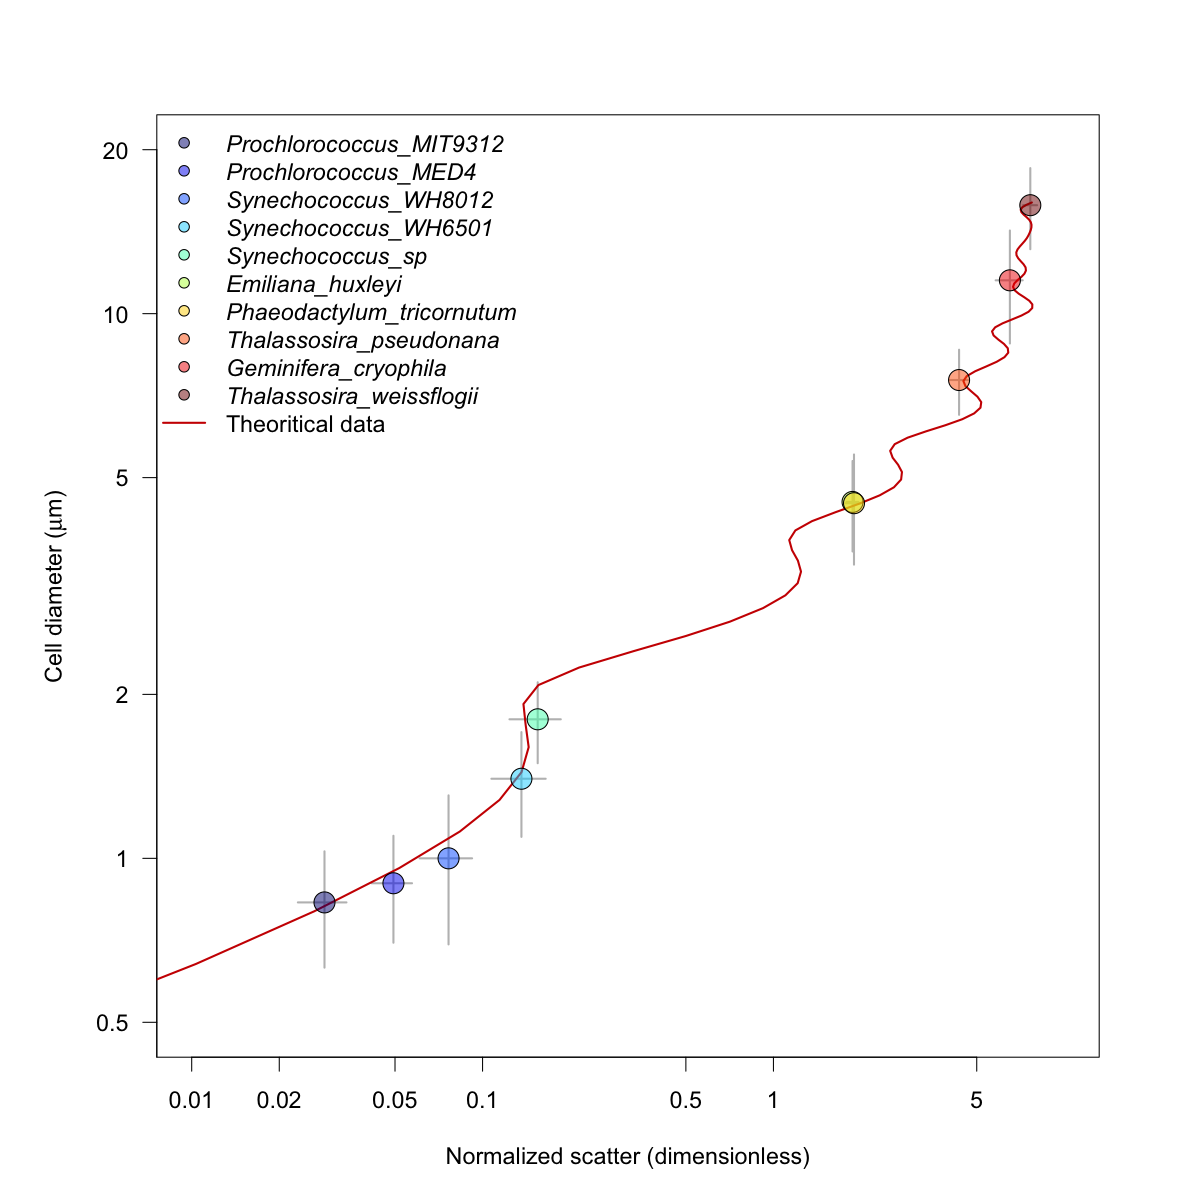 Prochlorococcus_MIT9312
Prochlorococcus_MED4
Synechococcus_WH8012
Synechococcus_WH6501
Synechococcus_sp
Emiliana_huxleyi
Phaeodactylum_tricornutum
Thalassosira_pseudonana
Geminifera_cryophila
Thalassosira_weissflogii
Theoritical data
20
10
5
2
1
0.5
Cell diameter (µm)
0.01 0.02 0.05 0.1 0.5 1 5
Normalized scatter (dimensionless)